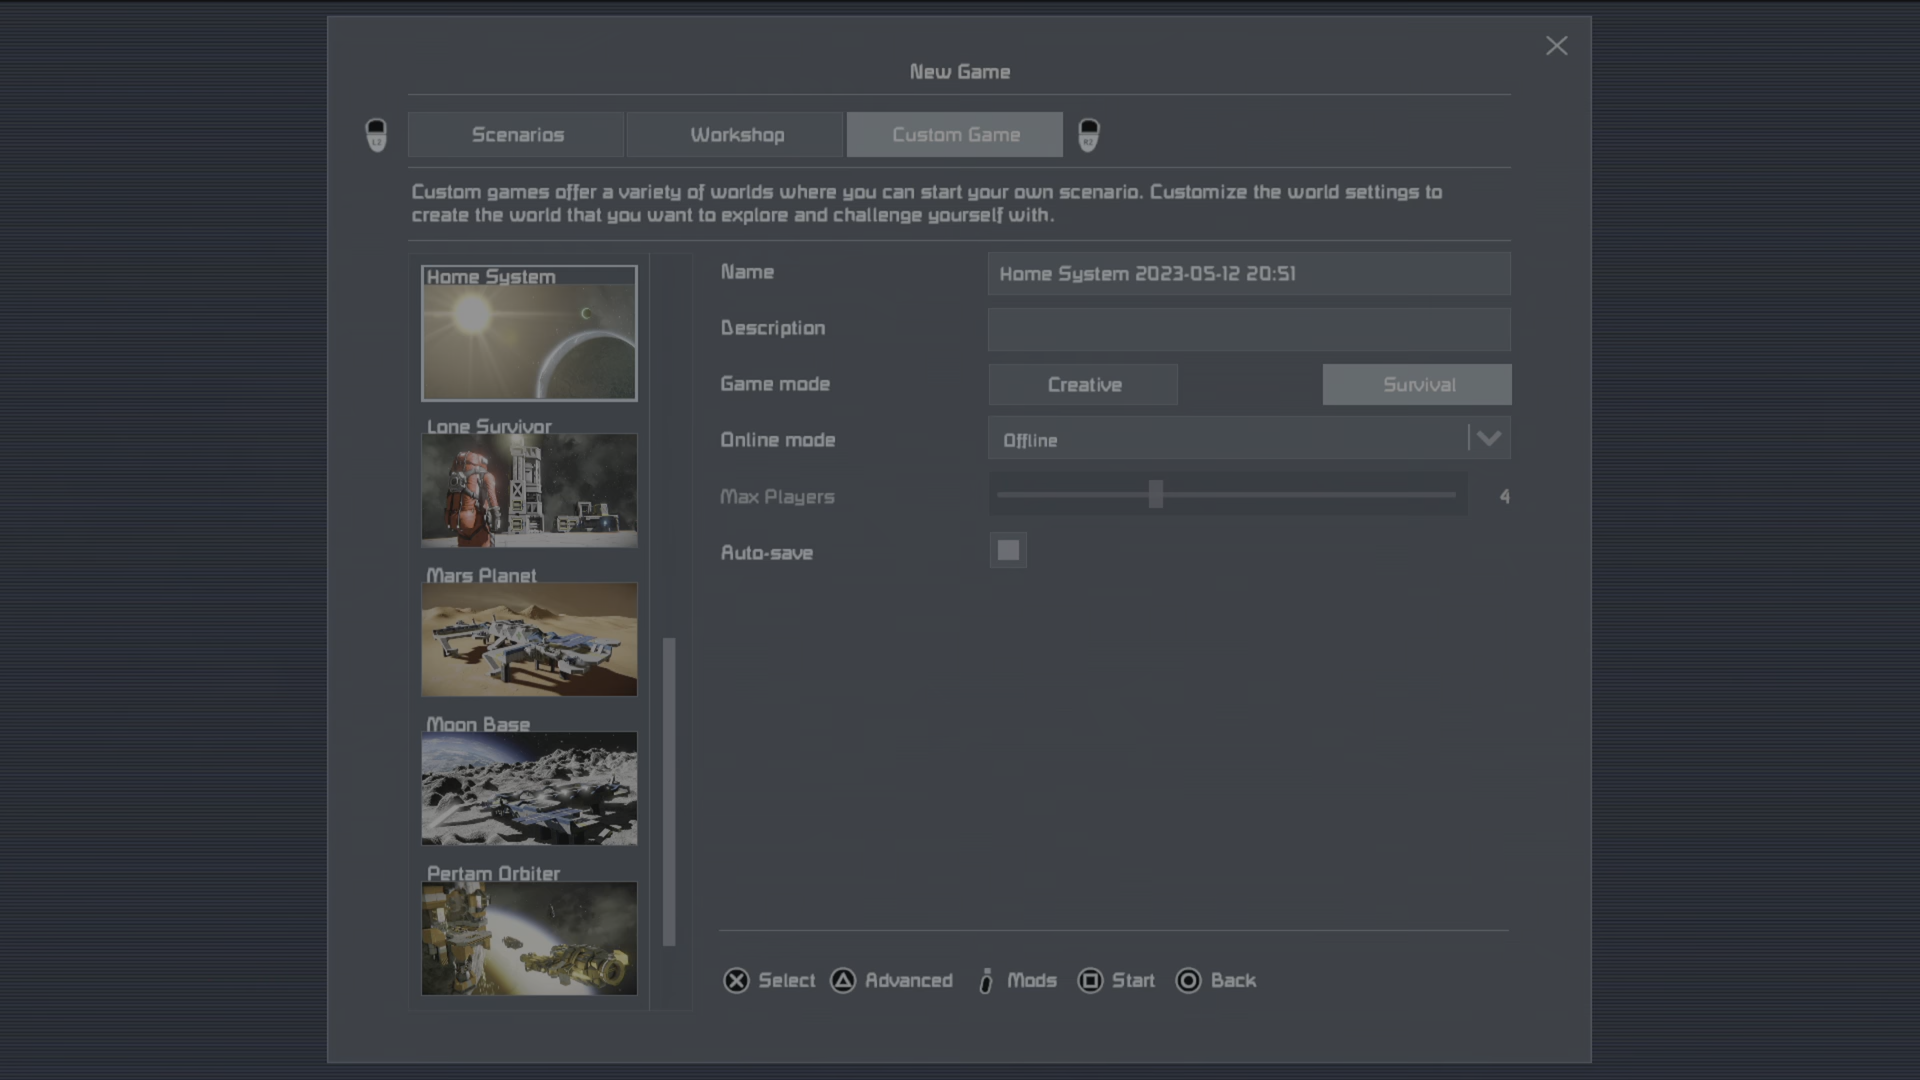 New Game
L2
Scenarios
Workshop
Custom Game
R2
Custom games offer a variety of worlds where you can start your own scenario. Customize the world settings to
create the world that you want to explore and challenge yourself with.
Home System
Lone Survivor
Mars Planet
Moon Base
Pertam Orbiter
Name
Home System 2023-05-12 20:51
Description
Game mode
Creative
Survival
Online mode
Offline
Max Players
4
Auto-save
Select
Advanced
Mods
Start
Back